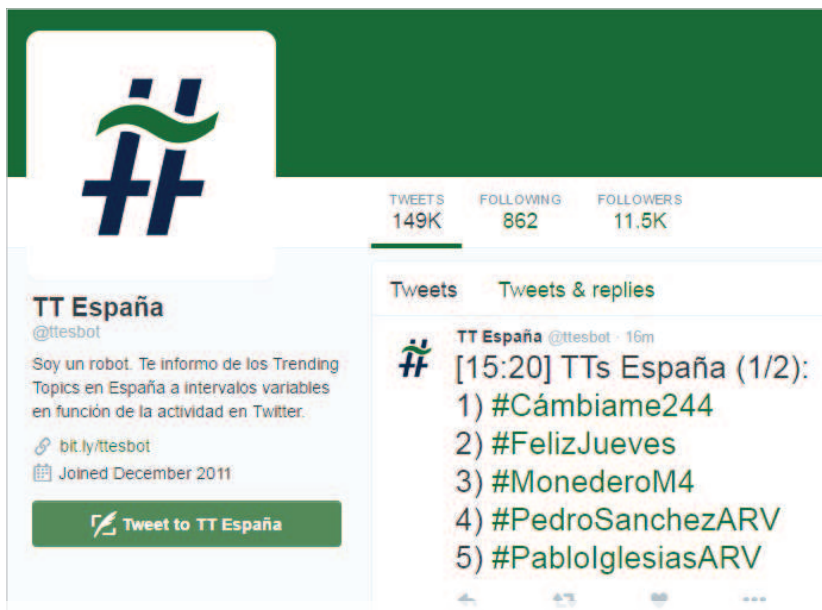 TWEETS FOLLOWING FOLLOWERS
149K 862 11.5K
TT España
@ttesbot
Soy un robot. Te informo de los Trending
Topics en España a intervalos variables
en función de la actividad en Twitter.
bit.ly/ttesbot
Joined December 2011
Tweet to TT España
Tweets Tweets & replies
TT España @ttesbot · 16m
[15:20] TTs España (1/2):
1) #Cámbiame244
2) #FelizJueves
3) #MonederoM4
4) #PedroSanchezARV
5) #PabloIglesiasARV